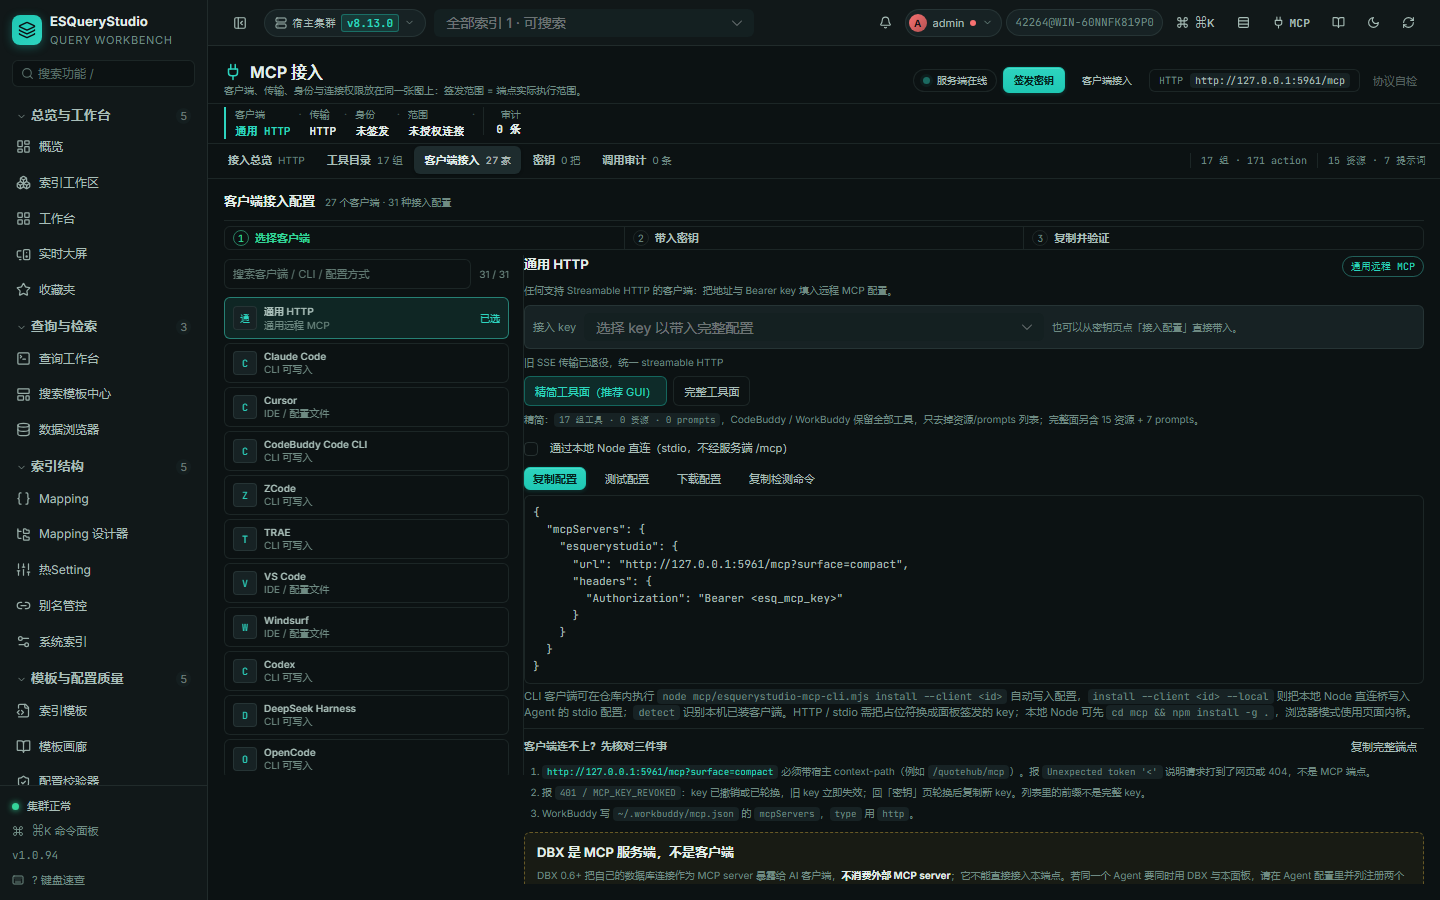 ESQueryStudio
QUERY WORKBENCH
搜索功能 /
总览与工作台 5
概览
索引工作区
工作台
实时大屏
收藏夹
查询与检索 3
查询工作台
搜索模板中心
数据浏览器
索引结构 5
Mapping
Mapping 设计器
热Setting
别名管控
系统索引
模板与配置质量 5
索引模板
模板画廊
配置校验器
集群正常
⌘K 命令面板
v1.0.94
? 键盘速查
宿主集群 v8.13.0
全部索引 1 · 可搜索
A admin
42264@WIN-60NNFK819P0
⌘K
MCP
MCP 接入
客户端、传输、身份与连接权限放在同一张图上：签发范围 = 端点实际执行范围。
服务端在线
签发密钥
客户端接入
HTTP http://127.0.0.1:5961/mcp
协议自检
客户端 · 传输 · 身份 · 范围 · 审计
通用 HTTP HTTP 未签发 未授权连接 0 条
接入总览 HTTP
工具目录 17 组
客户端接入 27 家
密钥 0 把
调用审计 0 条
17 组 · 171 action
15 资源 · 7 提示词
客户端接入配置 27 个客户端 · 31 种接入配置
1 选择客户端
2 带入密钥
3 复制并验证
搜索客户端 / CLI / 配置方式
31 / 31
通 通用 HTTP
通用远程 MCP
已选
C Claude Code
CLI 可写入
C Cursor
IDE / 配置文件
C CodeBuddy Code CLI
CLI 可写入
Z ZCode
CLI 可写入
T TRAE
CLI 可写入
V VS Code
IDE / 配置文件
W Windsurf
IDE / 配置文件
C Codex
CLI 可写入
D DeepSeek Harness
CLI 可写入
O OpenCode
CLI 可写入
通用 HTTP
通用远程 MCP
任何支持 Streamable HTTP 的客户端：把地址与 Bearer key 填入远程 MCP 配置。
接入 key 选择 key 以带入完整配置
也可以从密钥页点「接入配置」直接带入。
旧 SSE 传输已退役，统一 streamable HTTP
精简工具面（推荐 GUI）
完整工具面
精简： 17 组工具 · 0 资源 · 0 prompts ，CodeBuddy / WorkBuddy 保留全部工具，只去掉资源/prompts 列表；完整面另含 15 资源 + 7 prompts。
通过本地 Node 直连（stdio，不经服务端 /mcp）
复制配置
测试配置
下载配置
复制检测命令
{
"mcpServers": {
"esquerystudio": {
"url": "http://127.0.0.1:5961/mcp?surface=compact",
"headers": {
"Authorization": "Bearer <esq_mcp_key>"
}
}
}
}
CLI 客户端可在仓库内执行 node mcp/esquerystudio-mcp-cli.mjs install --client <id> 自动写入配置， install --client <id> --local 则把本地 Node 直连桥写入
Agent 的 stdio 配置； detect 识别本机已装客户端。HTTP / stdio 需把占位符换成面板签发的 key；本地 Node 可先 cd mcp && npm install -g . ，浏览器模式使用页面内桥。
客户端连不上？先核对三件事
复制完整端点
1. http://127.0.0.1:5961/mcp?surface=compact 必须带宿主 context-path（例如 /quotehub/mcp ）。报 Unexpected token '<' 说明请求打到了网页或 404，不是 MCP 端点。
2. 报 401 / MCP_KEY_REVOKED ：key 已撤销或已轮换，旧 key 立即失效；回「密钥」页轮换后复制新 key。列表里的前缀不是完整 key。
3. WorkBuddy 写 ~/.workbuddy/mcp.json 的 mcpServers ， type 用 http 。
DBX 是 MCP 服务端，不是客户端
DBX 0.6+ 把自己的数据库连接作为 MCP server 暴露给 AI 客户端，不消费外部 MCP server；它不能直接接入本端点。若同一个 Agent 要同时用 DBX 与本面板，请在 Agent 配置里并列注册两个